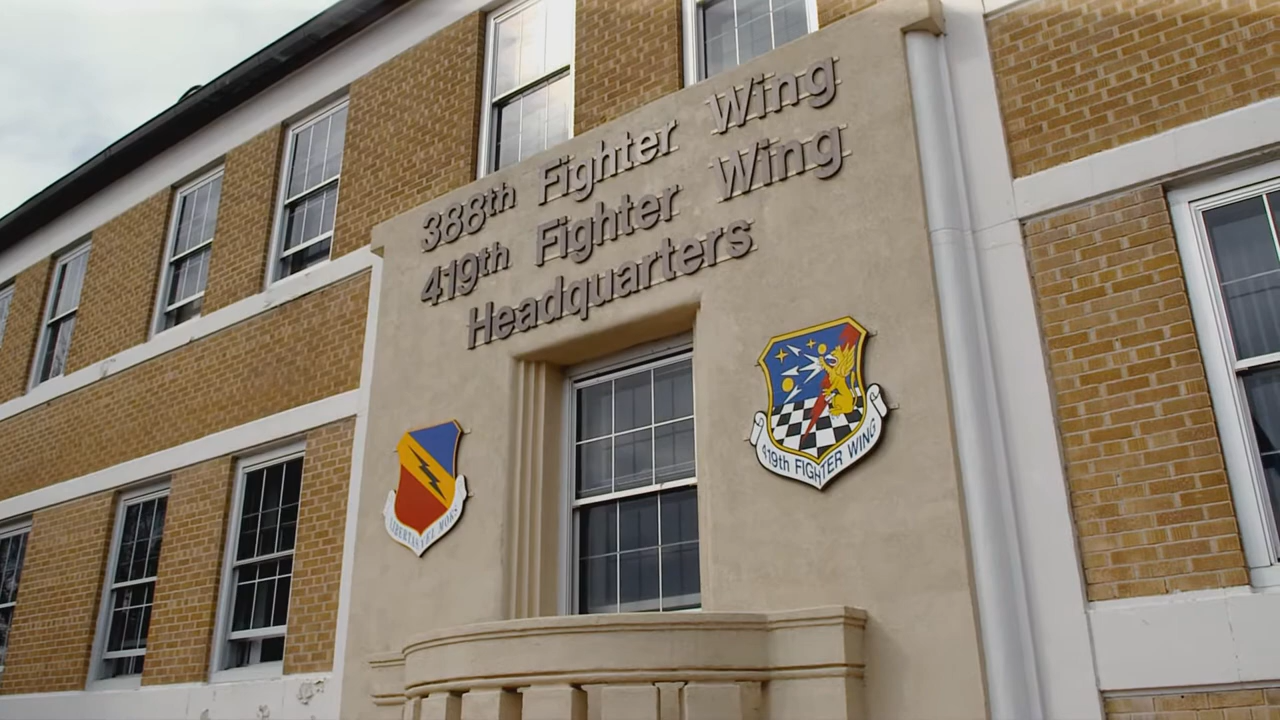 388th Fighter Wing
419th Fighter Wing
Headquarters
LIBERTAS VEL MORS
419th FIGHTER WING